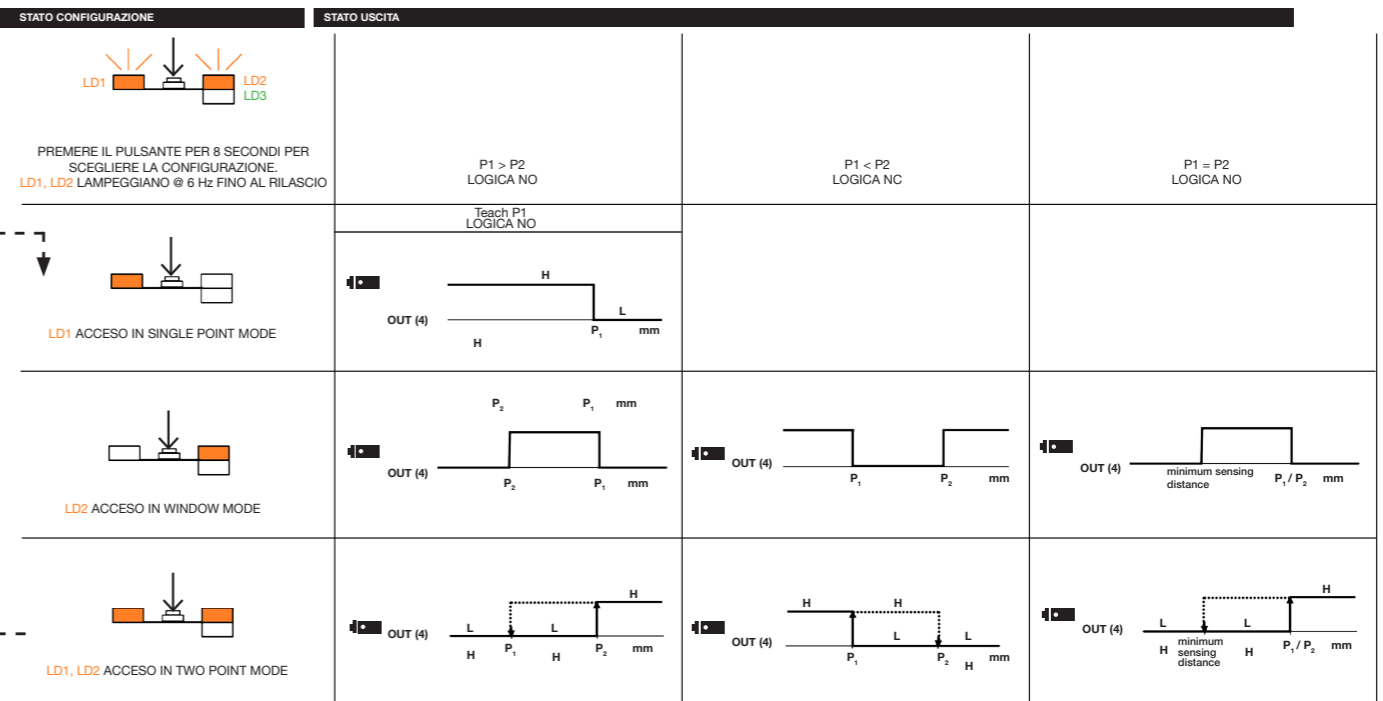 STATO CONFIGURAZIONE
STATO USCITA
LD1
LD2
LD3
PREMERE IL PULSANTE PER 8 SECONDI PER
SCEGLIERE LA CONFIGURAZIONE.
LD1, LD2 LAMPEGGIANO @ 6 Hz FINO AL RILASCIO
P1 > P2
LOGICA NO
P1 < P2
LOGICA NC
P1 = P2
LOGICA NO
LD1 ACCESO IN SINGLE POINT MODE
Teach P1
LOGICA NO
H
OUT (4)
L
P1 mm
H
LD2 ACCESO IN WINDOW MODE
P2 P1 mm
OUT (4)
P2 P1 mm
OUT (4)
P1 P2 mm
OUT (4)
minimum sensing
distance
P1 / P2 mm
LD1, LD2 ACCESO IN TWO POINT MODE
H
OUT (4) L L
H P1 H P2 mm
H H
OUT (4) L L
P1 P2 H mm
H
OUT (4) L L
H minimum
sensing
distance
H P1 / P2 mm